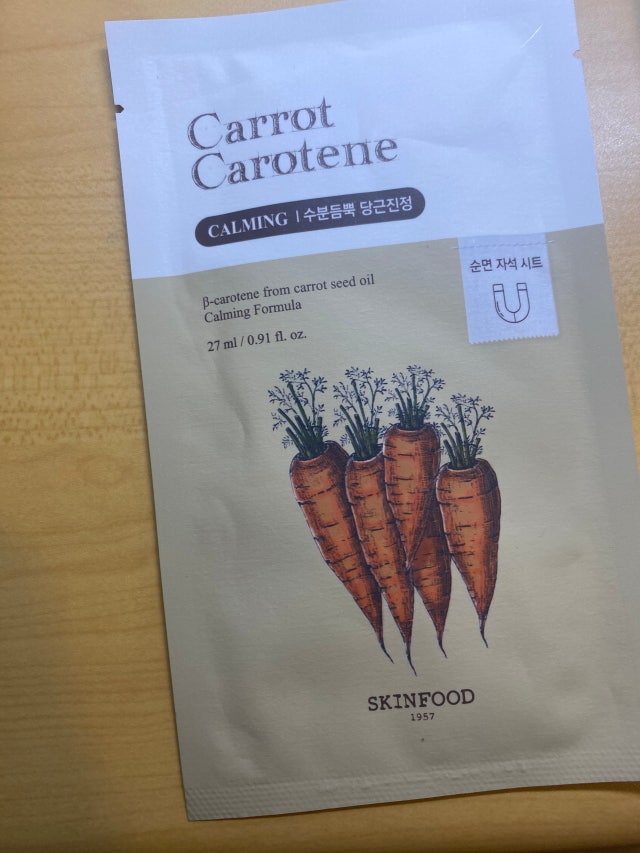 Carrot
Carotene
CALMING | 수분듬뿍 당근진정
순면 자석 시트
β-carotene from carrot seed oil
Calming Formula
27 ml / 0.91 fl. oz.
SKINFOOD
1957